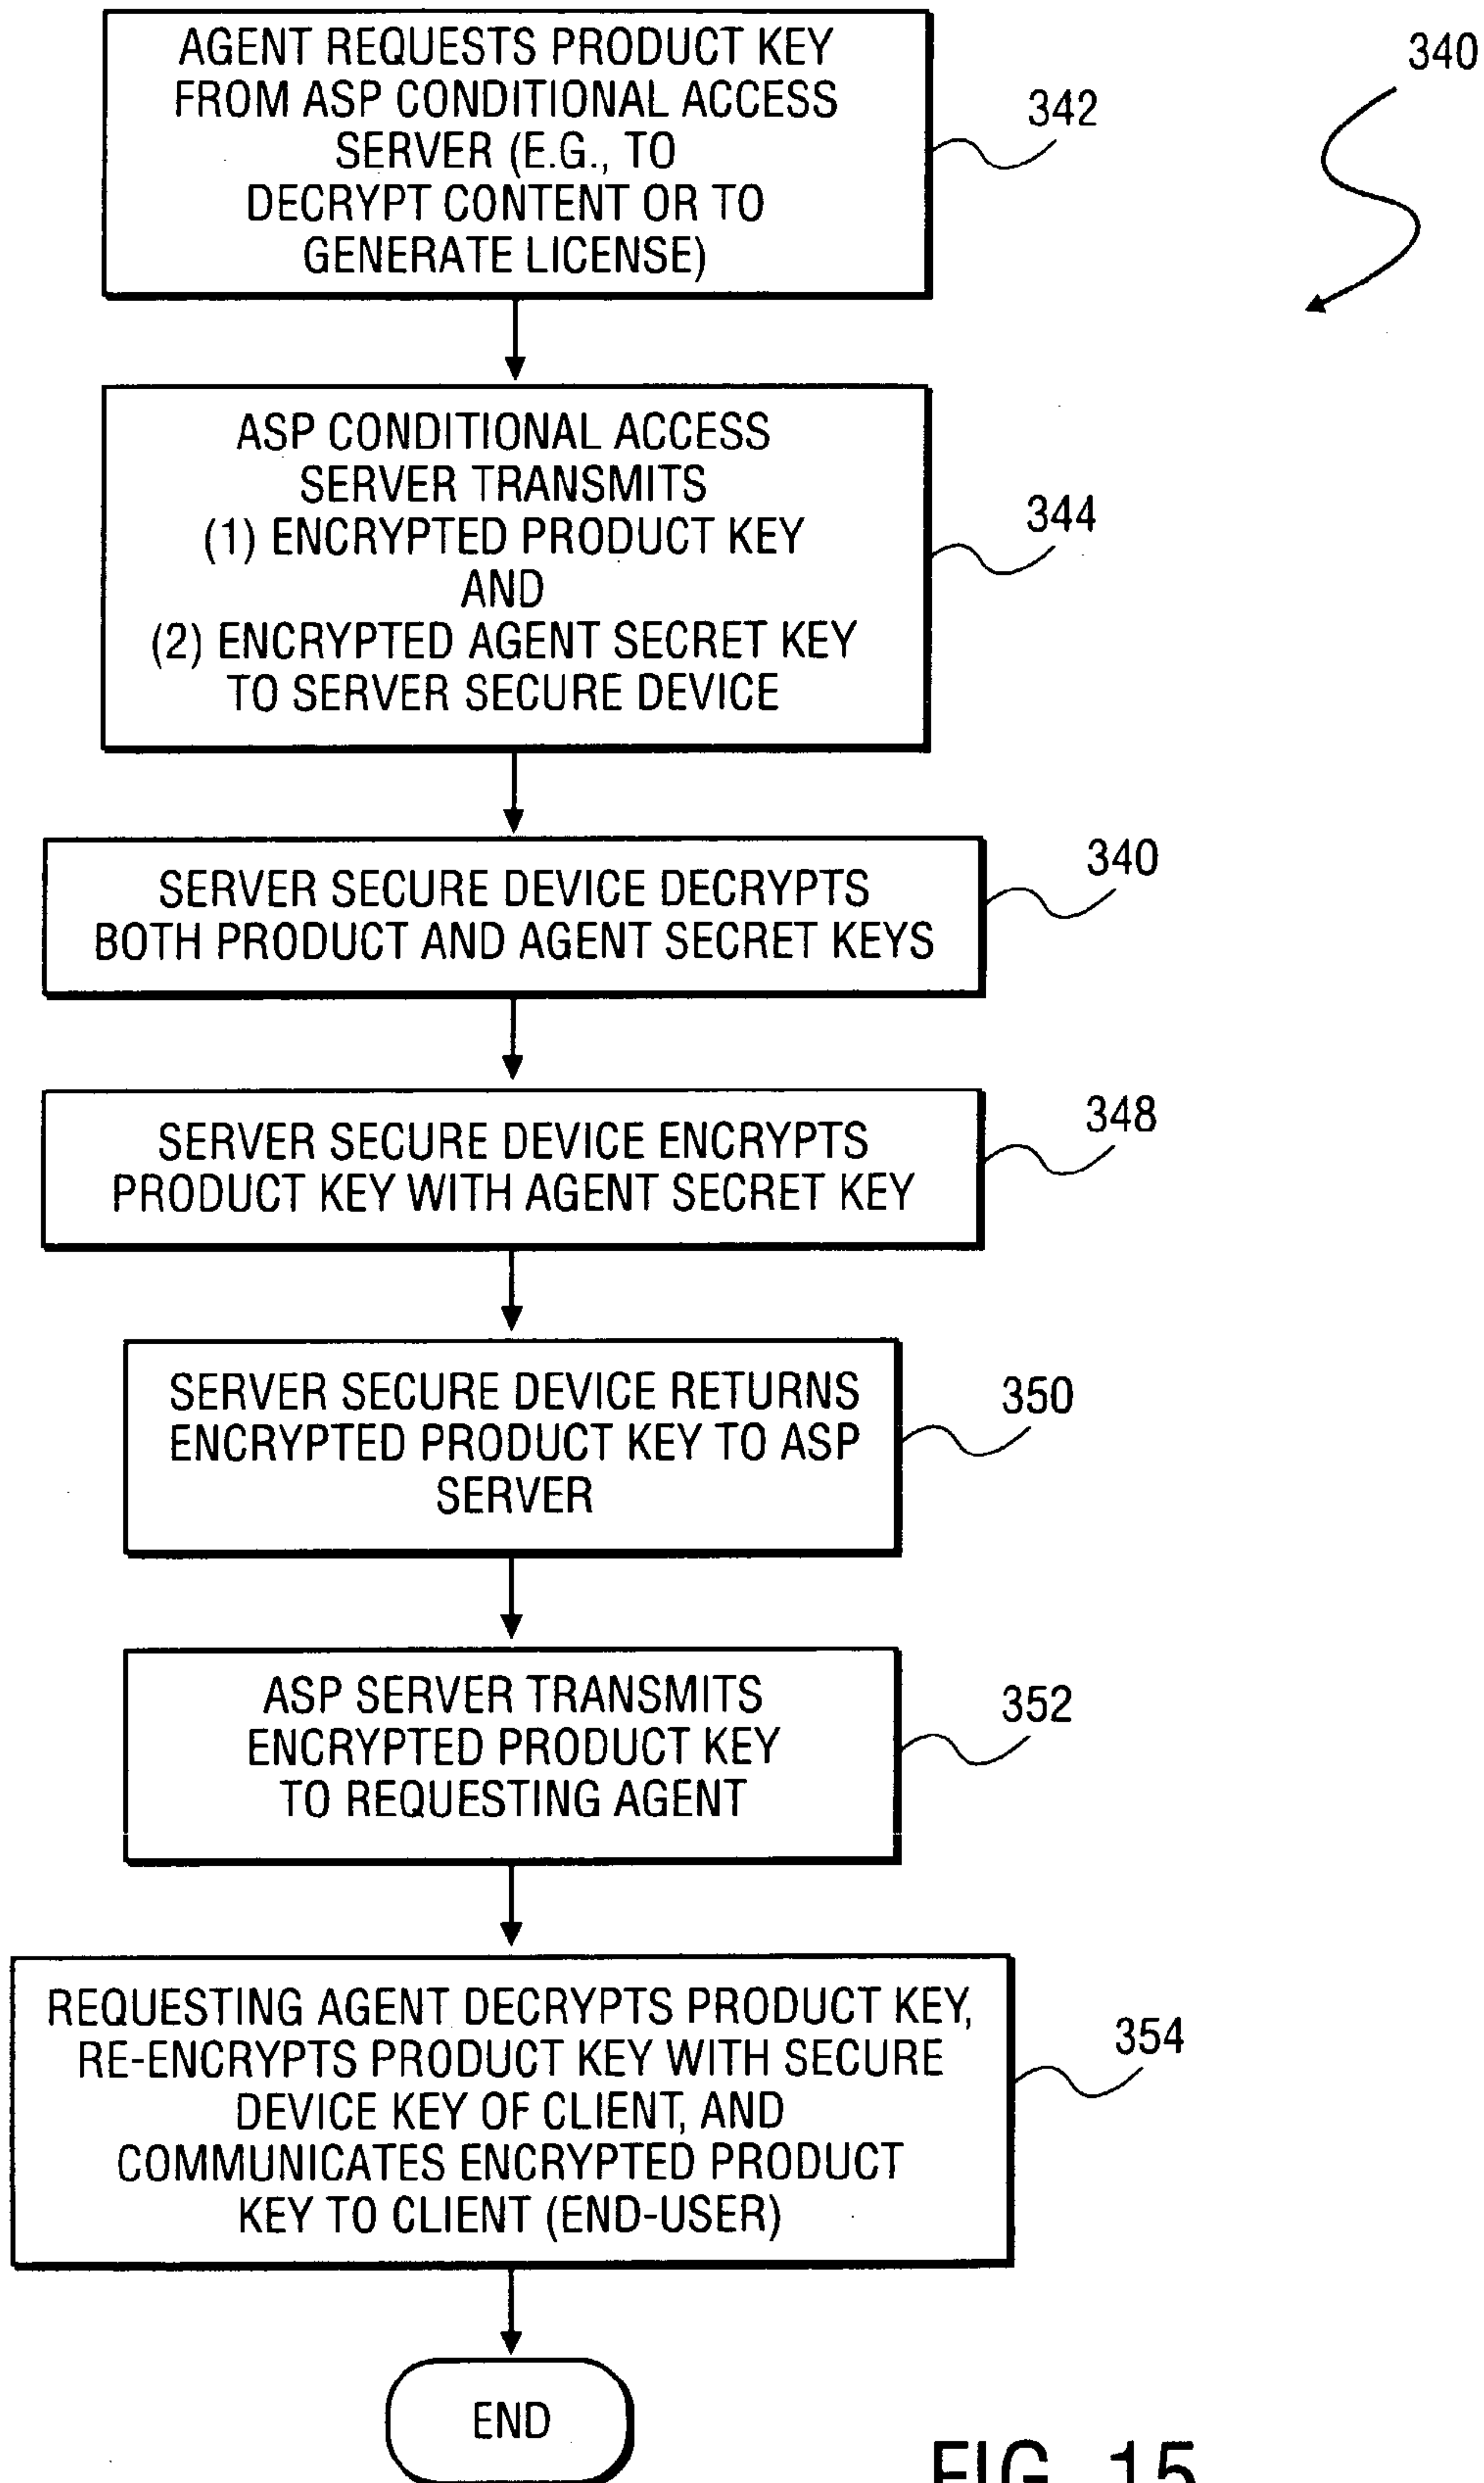 340
AGENT REQUESTS PRODUCT KEY
FROM ASP CONDITIONAL ACCESS
SERVER (E.G., TO
DECRYPT CONTENT OR TO
GENERATE LICENSE)
342
ASP CONDITIONAL ACCESS
SERVER TRANSMITS
(1) ENCRYPTED PRODUCT KEY
AND
(2) ENCRYPTED AGENT SECRET KEY
TO SERVER SECURE DEVICE
344
SERVER SECURE DEVICE DECRYPTS
BOTH PRODUCT AND AGENT SECRET KEYS
340
SERVER SECURE DEVICE ENCRYPTS
PRODUCT KEY WITH AGENT SECRET KEY
348
SERVER SECURE DEVICE RETURNS
ENCRYPTED PRODUCT KEY TO ASP
SERVER
350
ASP SERVER TRANSMITS
ENCRYPTED PRODUCT KEY
TO REQUESTING AGENT
352
REQUESTING AGENT DECRYPTS PRODUCT KEY,
RE-ENCRYPTS PRODUCT KEY WITH SECURE
DEVICE KEY OF CLIENT, AND
COMMUNICATES ENCRYPTED PRODUCT
KEY TO CLIENT (END-USER)
354
END
FIG. 15